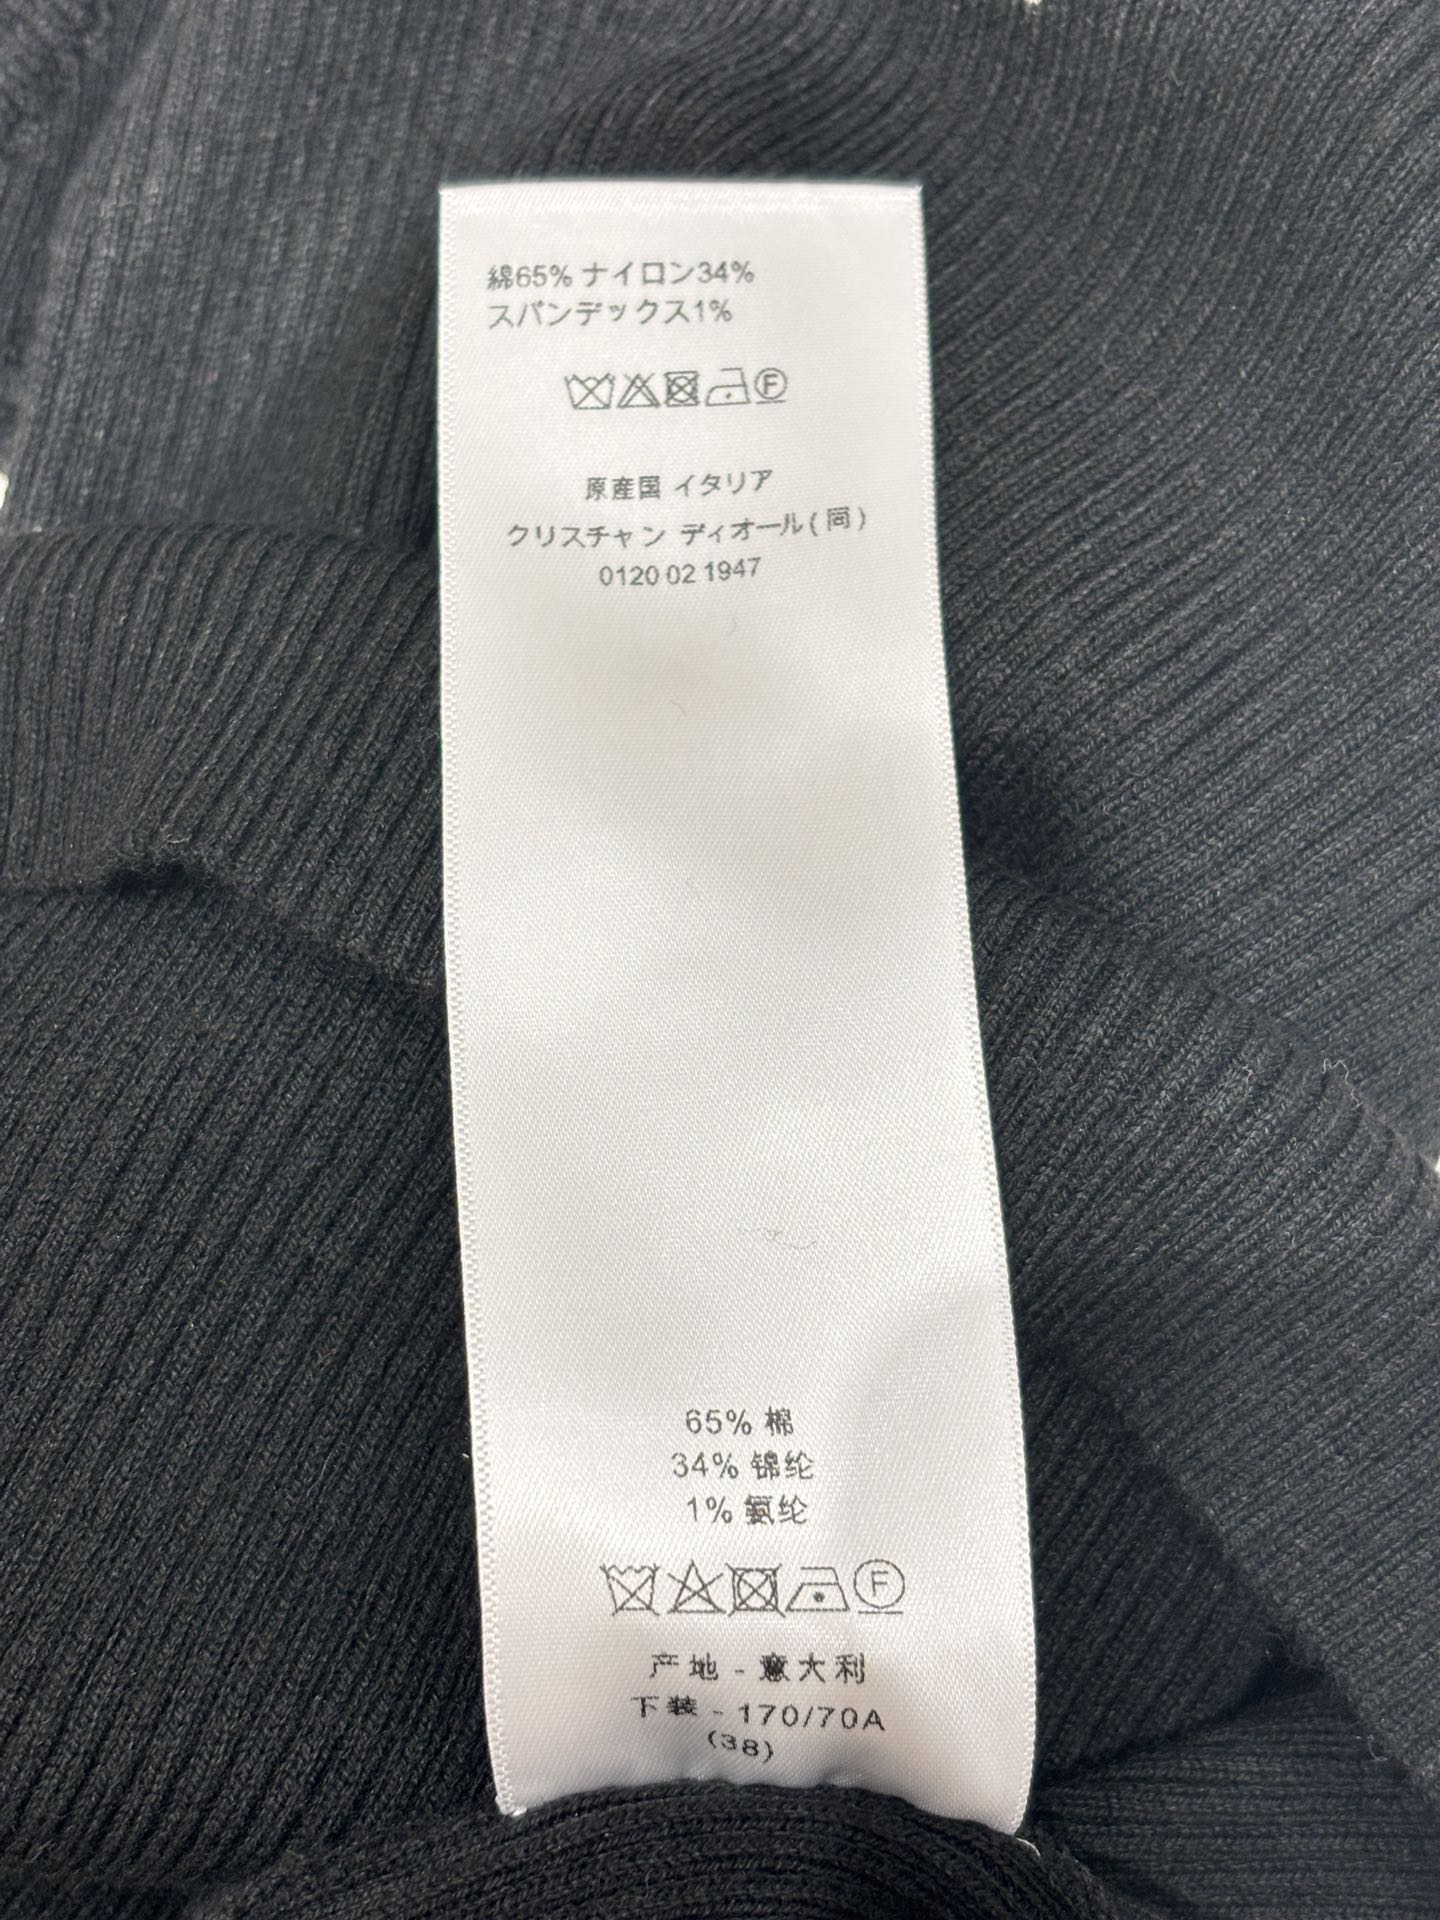 綿65% ナイロン34%
スパンデックス1%
F
原産国 イタリア
クリスチャン ディオール(同)
0120 02 1947
65% 棉
34% 锦纶
1% 氨纶
F
产地 - 意大利
下装 - 170/70A
(38)